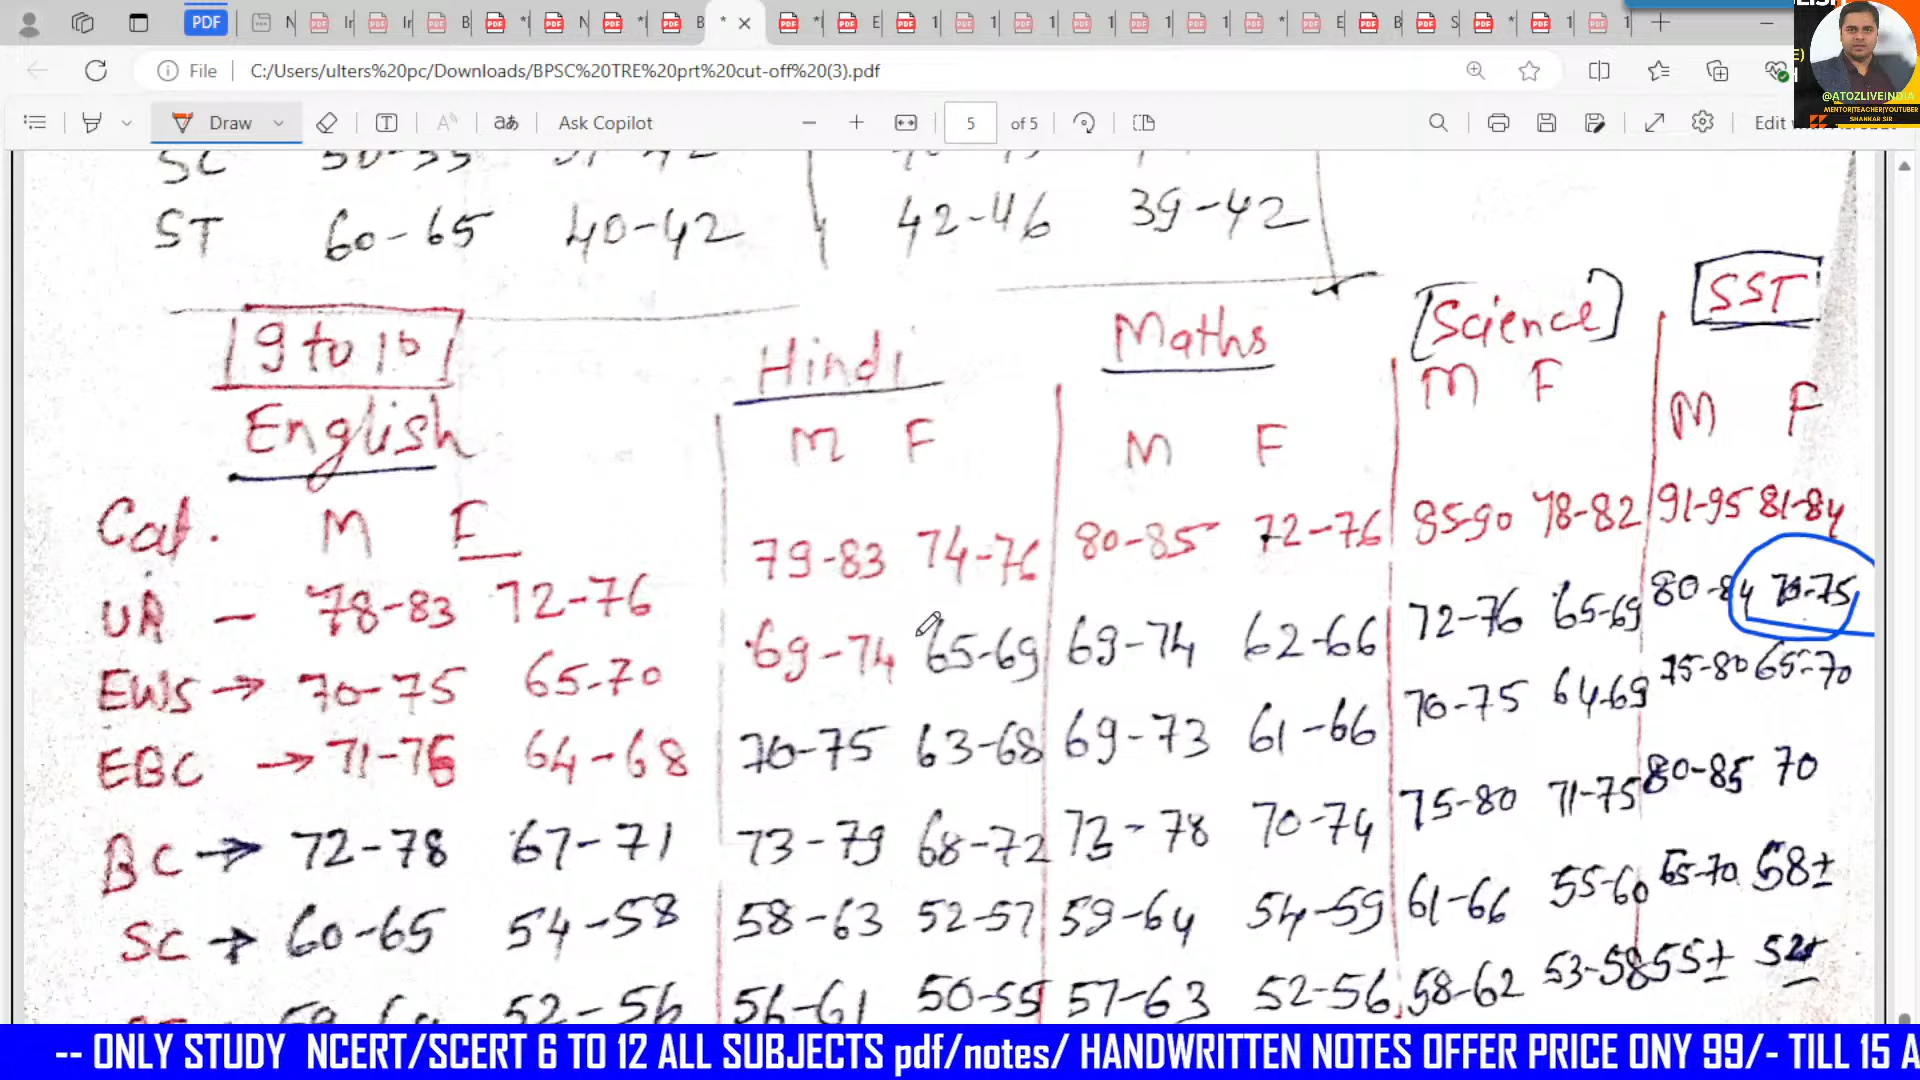 PDF
File C:/Users/ulters%20pc/Downloads/BPSC%20TRE%20prt%20cut-off%20(3).pdf
@ATOZLIVEINDIA
MENTOR|TEACHER|YOUTUBER
SHANKAR SIR
Draw Ask Copilot 5 of 5 Edit
SC
ST 60-65 40-42 42-46 39-42
9 to 10 Hindi Maths [Science] SST
English M F M F M F M F
Cat. M F
79-83 74-76 80-85 72-76 85-90 78-82 91-95 81-84
UR - 78-83 72-76
69-74 65-69 69-74 62-66 72-76 65-69 80-84 70-75
EWS → 70-75 65-70
70-75 63-68 69-73 61-66 70-75 64-69 75-80 65-70
EBC → 71-76 64-68
73-79 68-72 73-78 70-74 75-80 71-75 80-85 70
BC → 72-78 67-71
58-63 52-57 59-64 54-59 61-66 55-60 65-70 58±
SC → 60-65 54-58
52-56 56-61 50-55 57-63 52-56 58-62 53-58 55±
-- ONLY STUDY NCERT/SCERT 6 TO 12 ALL SUBJECTS pdf/notes/ HANDWRITTEN NOTES OFFER PRICE ONY 99/- TILL 15 A